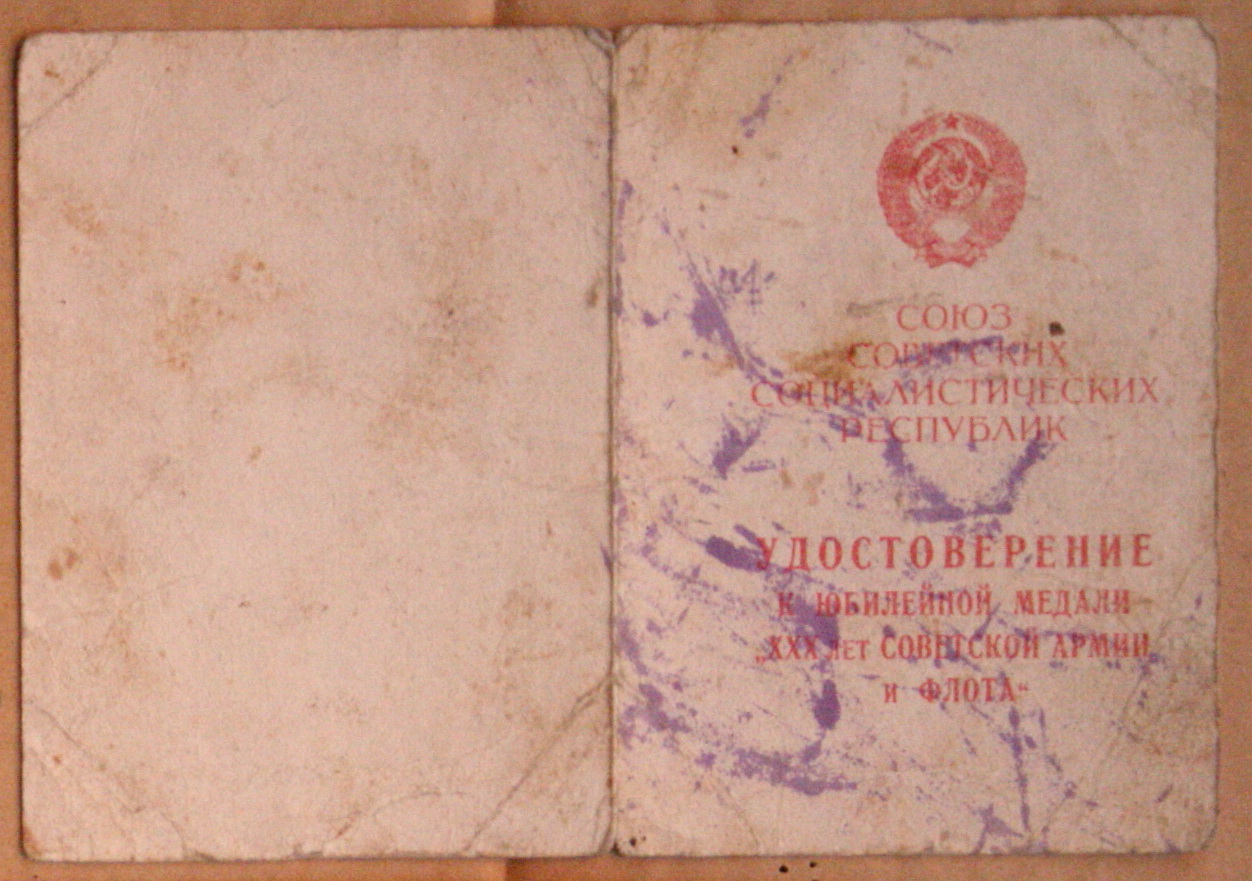 СОЮЗ
СОВЕТСКИХ
СОЦИАЛИСТИЧЕСКИХ
РЕСПУБЛИК
УДОСТОВЕРЕНИЕ
К ЮБИЛЕЙНОЙ МЕДАЛИ
„XXX лет СОВЕТСКОЙ АРМИИ
и ФЛОТА“